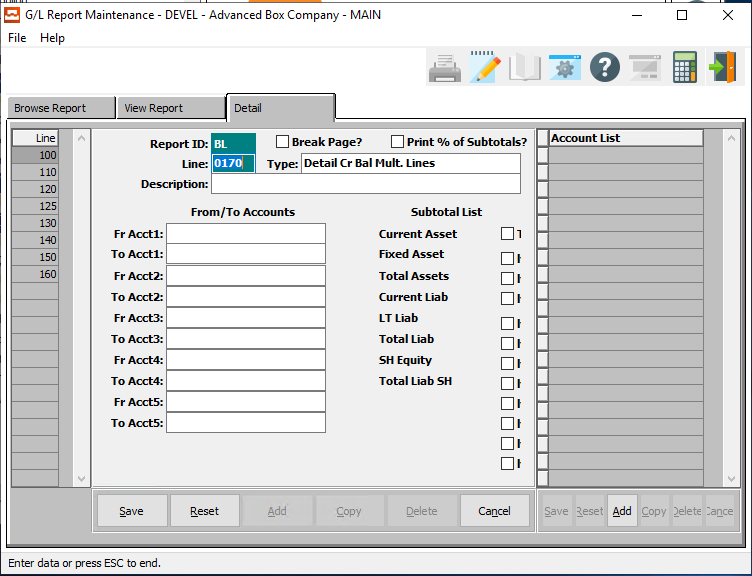 G/L Report Maintenance - DEVEL - Advanced Box Company - MAIN
File Help
Browse Report View Report Detail
Line
100
110
120
125
130
140
150
160
Report ID: BL Break Page? Print % of Subtotals?
Line: 0170 Type: Detail Cr Bal Mult. Lines
Description:
From/To Accounts Subtotal List
Fr Acct1: Current Asset
To Acct1: Fixed Asset
Fr Acct2: Total Assets
To Acct2: Current Liab
Fr Acct3: LT Liab
To Acct3: Total Liab
Fr Acct4: SH Equity
To Acct4: Total Liab SH
Fr Acct5:
To Acct5:
Account List
Save Reset Add Copy Delete Cancel
Save Reset Add Copy Delete Cance
Enter data or press ESC to end.